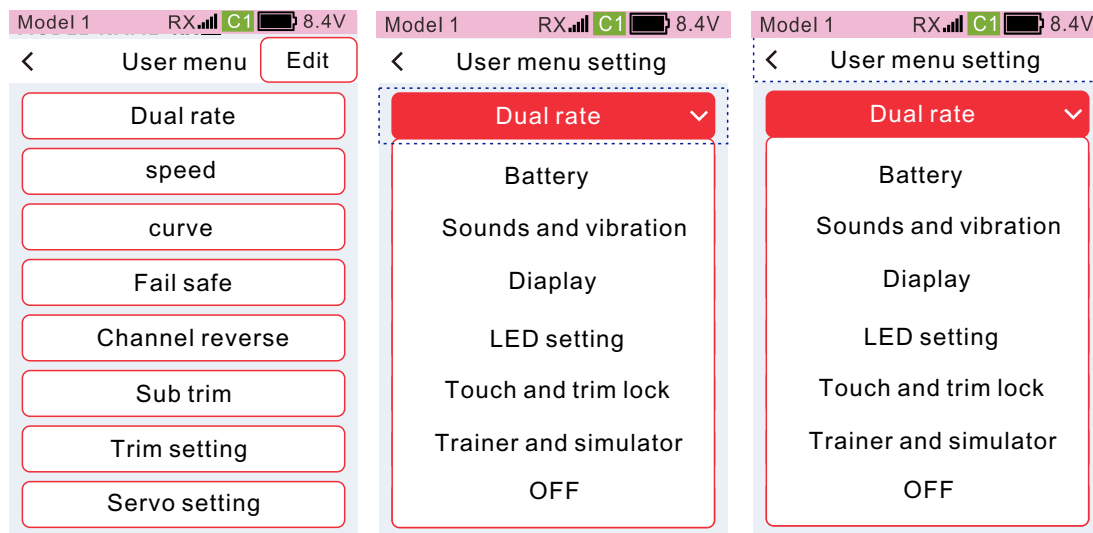 Model 1 RX C1 8.4V
< User menu Edit
Dual rate
speed
curve
Fail safe
Channel reverse
Sub trim
Trim setting
Servo setting
Model 1 RX C1 8.4V
< User menu setting
Dual rate
Battery
Sounds and vibration
Diaplay
LED setting
Touch and trim lock
Trainer and simulator
OFF
Model 1 RX C1 8.4V
< User menu setting
Dual rate
Battery
Sounds and vibration
Diaplay
LED setting
Touch and trim lock
Trainer and simulator
OFF